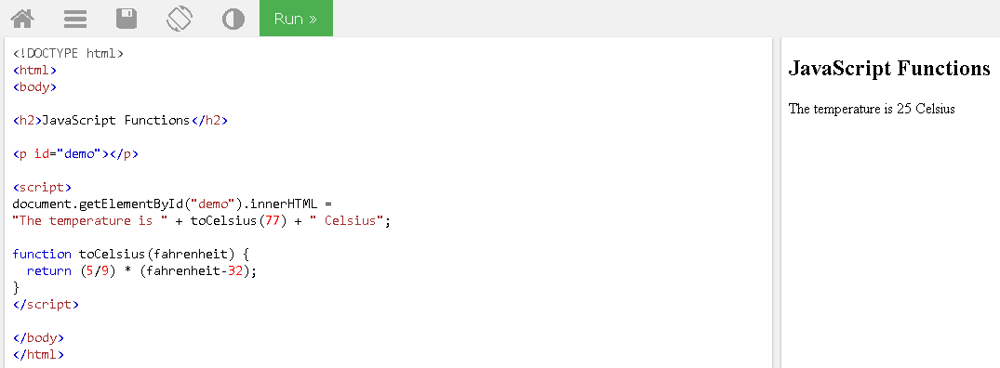 Run »
<!DOCTYPE html>
<html>
<body>
<h2>JavaScript Functions</h2>
<p id="demo"></p>
<script>
document.getElementById("demo").innerHTML =
"The temperature is " + toCelsius(77) + " Celsius";
function toCelsius(fahrenheit) {
  return (5/9) * (fahrenheit-32);
}
</script>
</body>
</html>
JavaScript Functions
The temperature is 25 Celsius